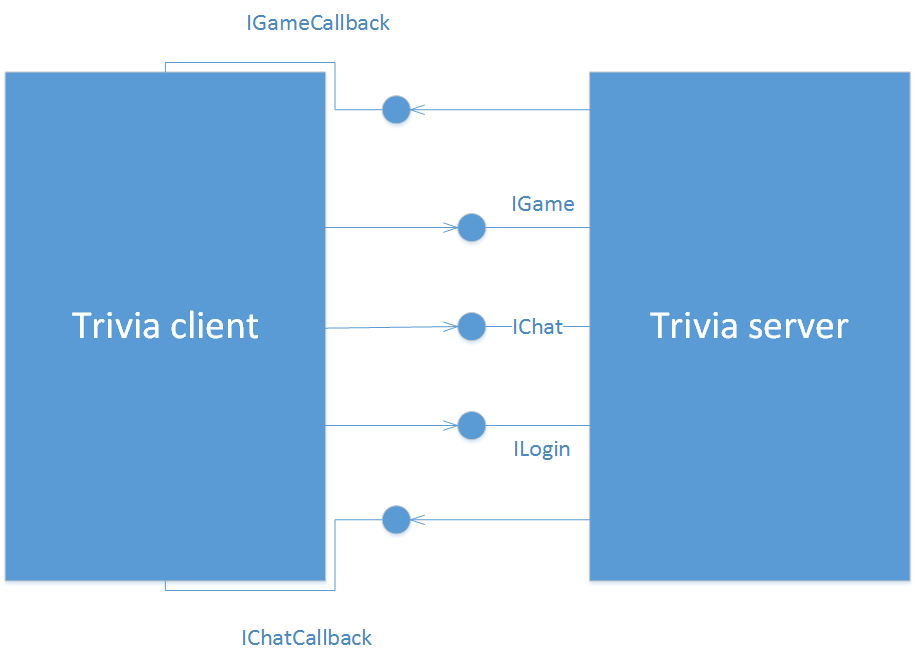 IGameCallback
IGame
Trivia client
IChat
Trivia server
ILogin
IChatCallback